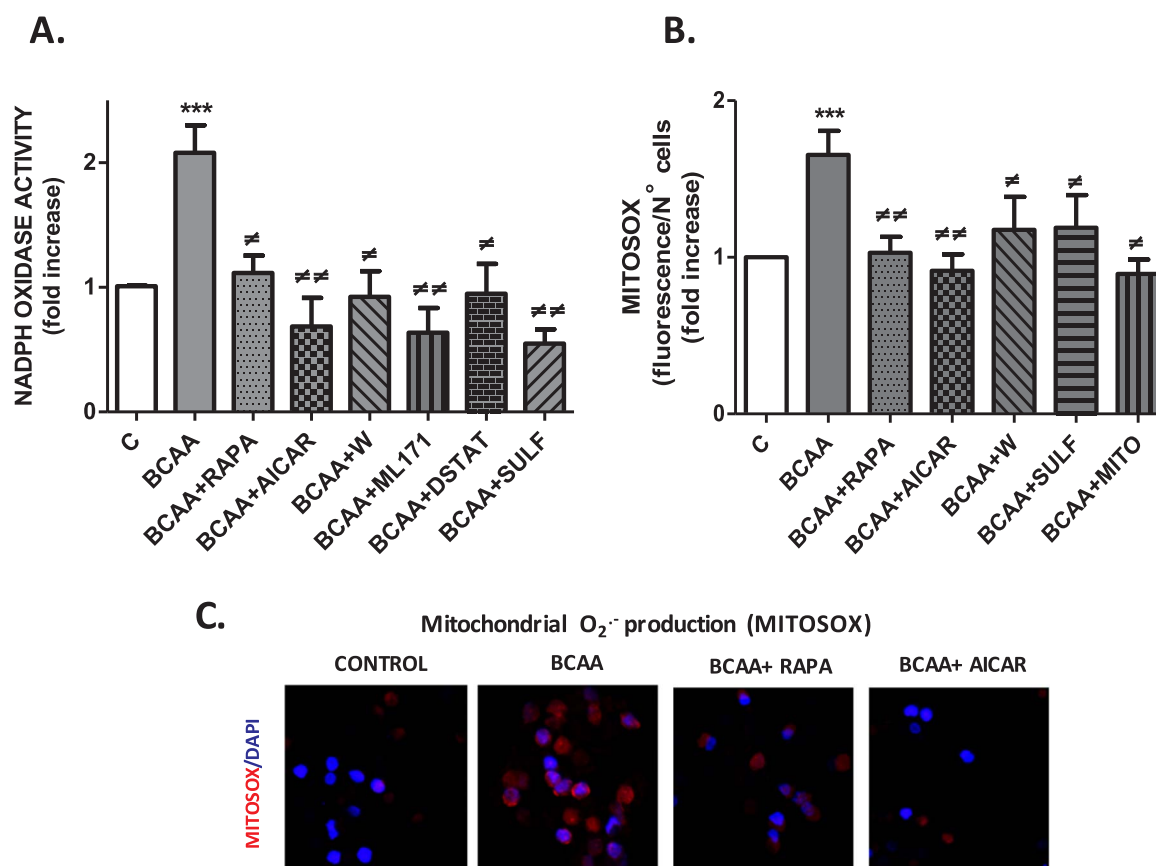 A.
NADPH OXIDASE ACTIVITY
(fold increase)
2
1
0
***
≠
≠≠
≠
≠≠
≠
≠≠
C
BCAA
BCAA+RAPA
BCAA+AICAR
BCAA+W
BCAA+ML171
BCAA+DSTAT
BCAA+SULF
B.
MITOSOX
(fluorescence/N° cells
(fold increase)
2
1
0
***
≠≠
≠≠
≠
≠
≠
C
BCAA
BCAA+RAPA
BCAA+AICAR
BCAA+W
BCAA+SULF
BCAA+MITO
C.
Mitochondrial O₂·⁻ production (MITOSOX)
CONTROL
BCAA
BCAA+ RAPA
BCAA+ AICAR
MITOSOX/DAPI